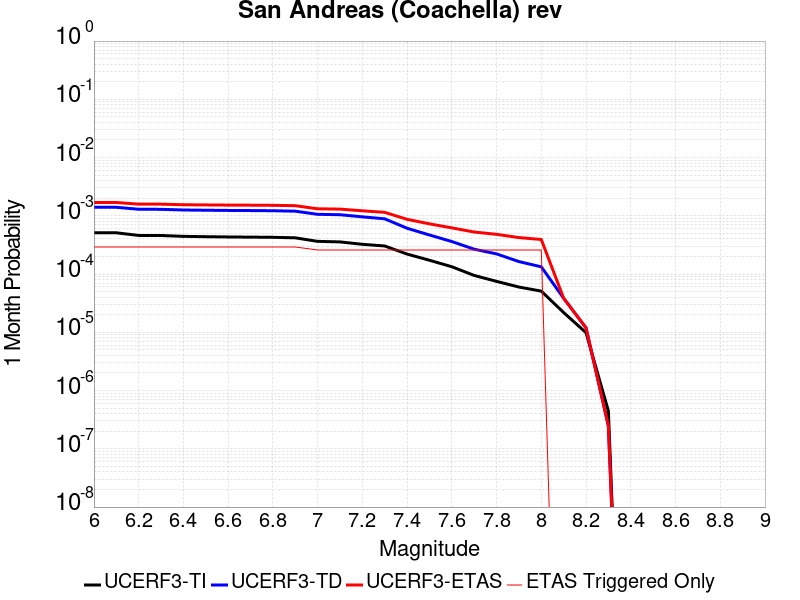 San Andreas (Coachella) rev
10^0
10^-1
10^-2
10^-3
10^-4
10^-5
10^-6
10^-7
10^-8
1 Month Probability
6 6.2 6.4 6.6 6.8 7 7.2 7.4 7.6 7.8 8 8.2 8.4 8.6 8.8 9
Magnitude
UCERF3-TI UCERF3-TD UCERF3-ETAS ETAS Triggered Only